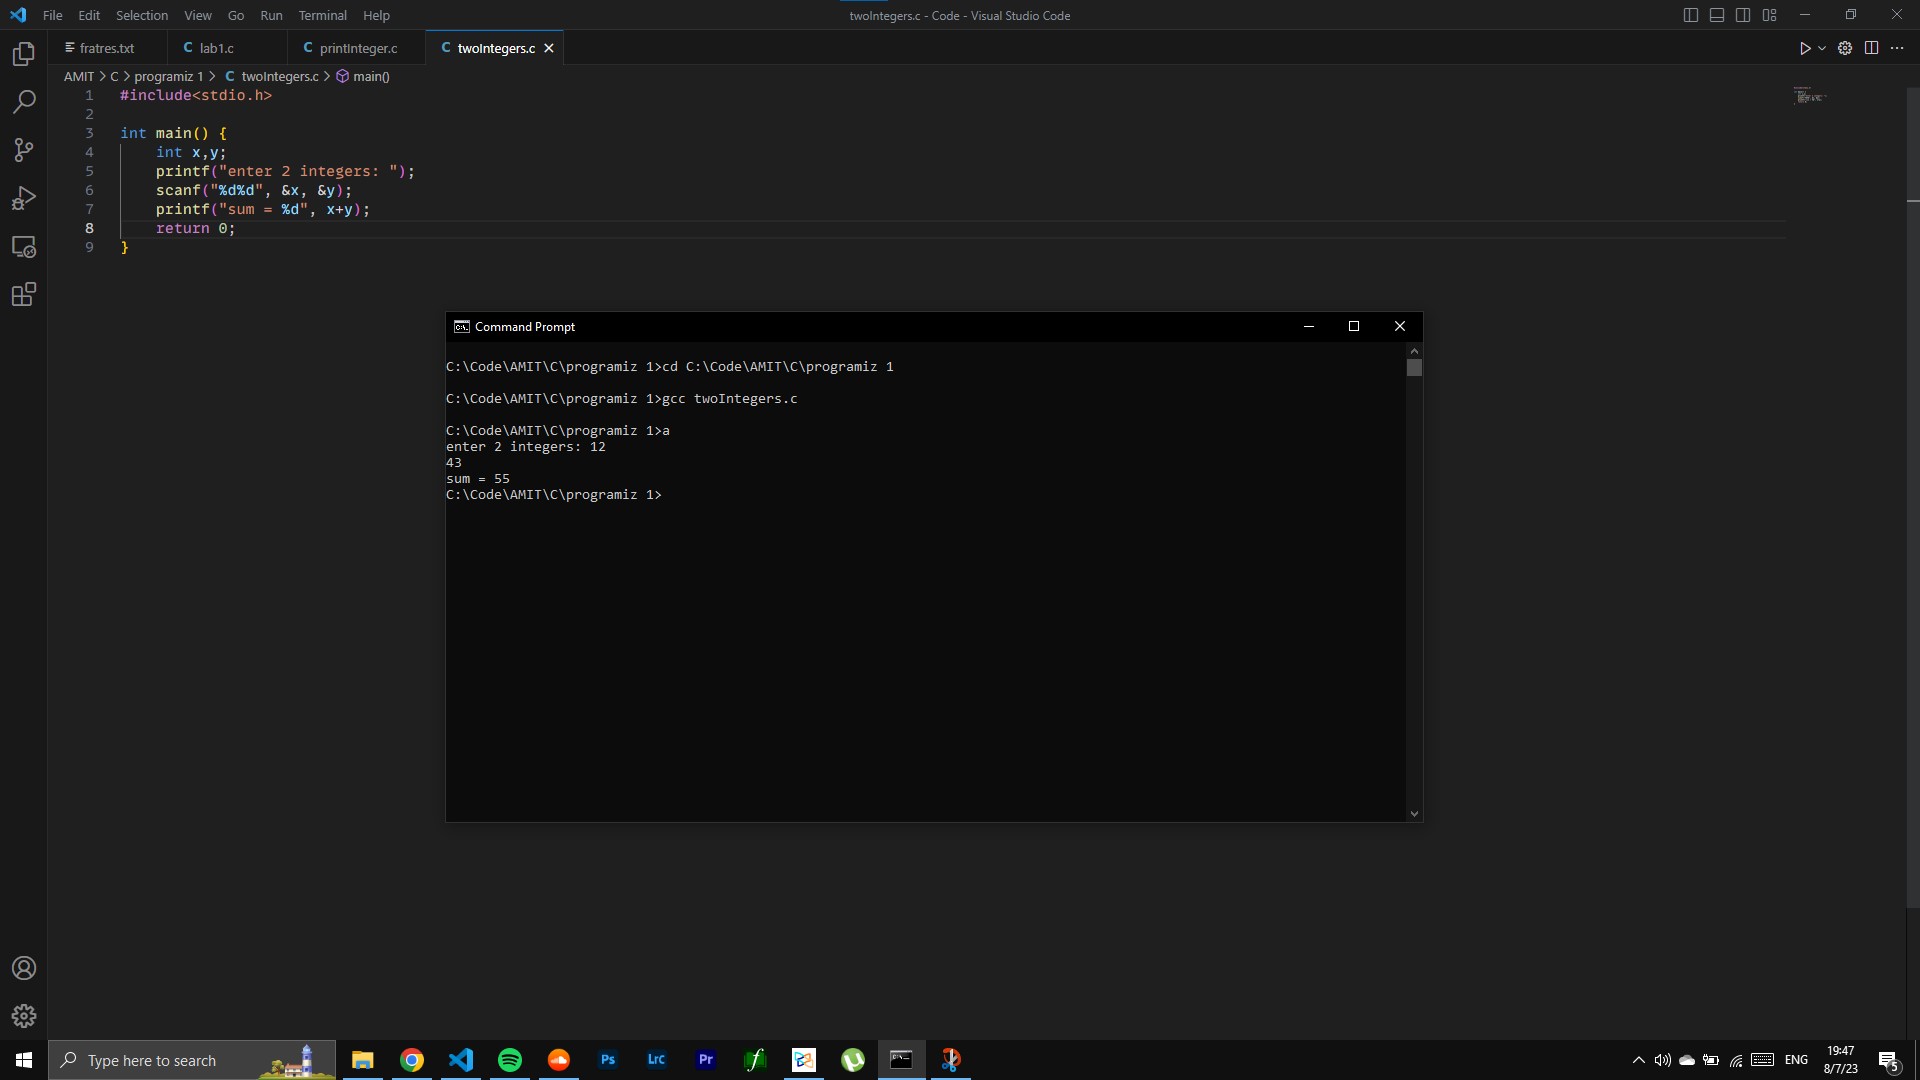 File Edit Selection View Go Run Terminal Help
twoIntegers.c - Code - Visual Studio Code
fratres.txt
C lab1.c
C printInteger.c
C twoIntegers.c
AMIT > C > programiz 1 > C twoIntegers.c > main()
1 #include<stdio.h>
2
3 int main() {
4 int x,y;
5 printf("enter 2 integers: ");
6 scanf("%d%d", &x, &y);
7 printf("sum = %d", x+y);
8 return 0;
9 }
Command Prompt
C:\Code\AMIT\C\programiz 1>cd C:\Code\AMIT\C\programiz 1
C:\Code\AMIT\C\programiz 1>gcc twoIntegers.c
C:\Code\AMIT\C\programiz 1>a
enter 2 integers: 12
43
sum = 55
C:\Code\AMIT\C\programiz 1>
Type here to search
Ps
LrC
Pr
ENG
19:47
8/7/23
5